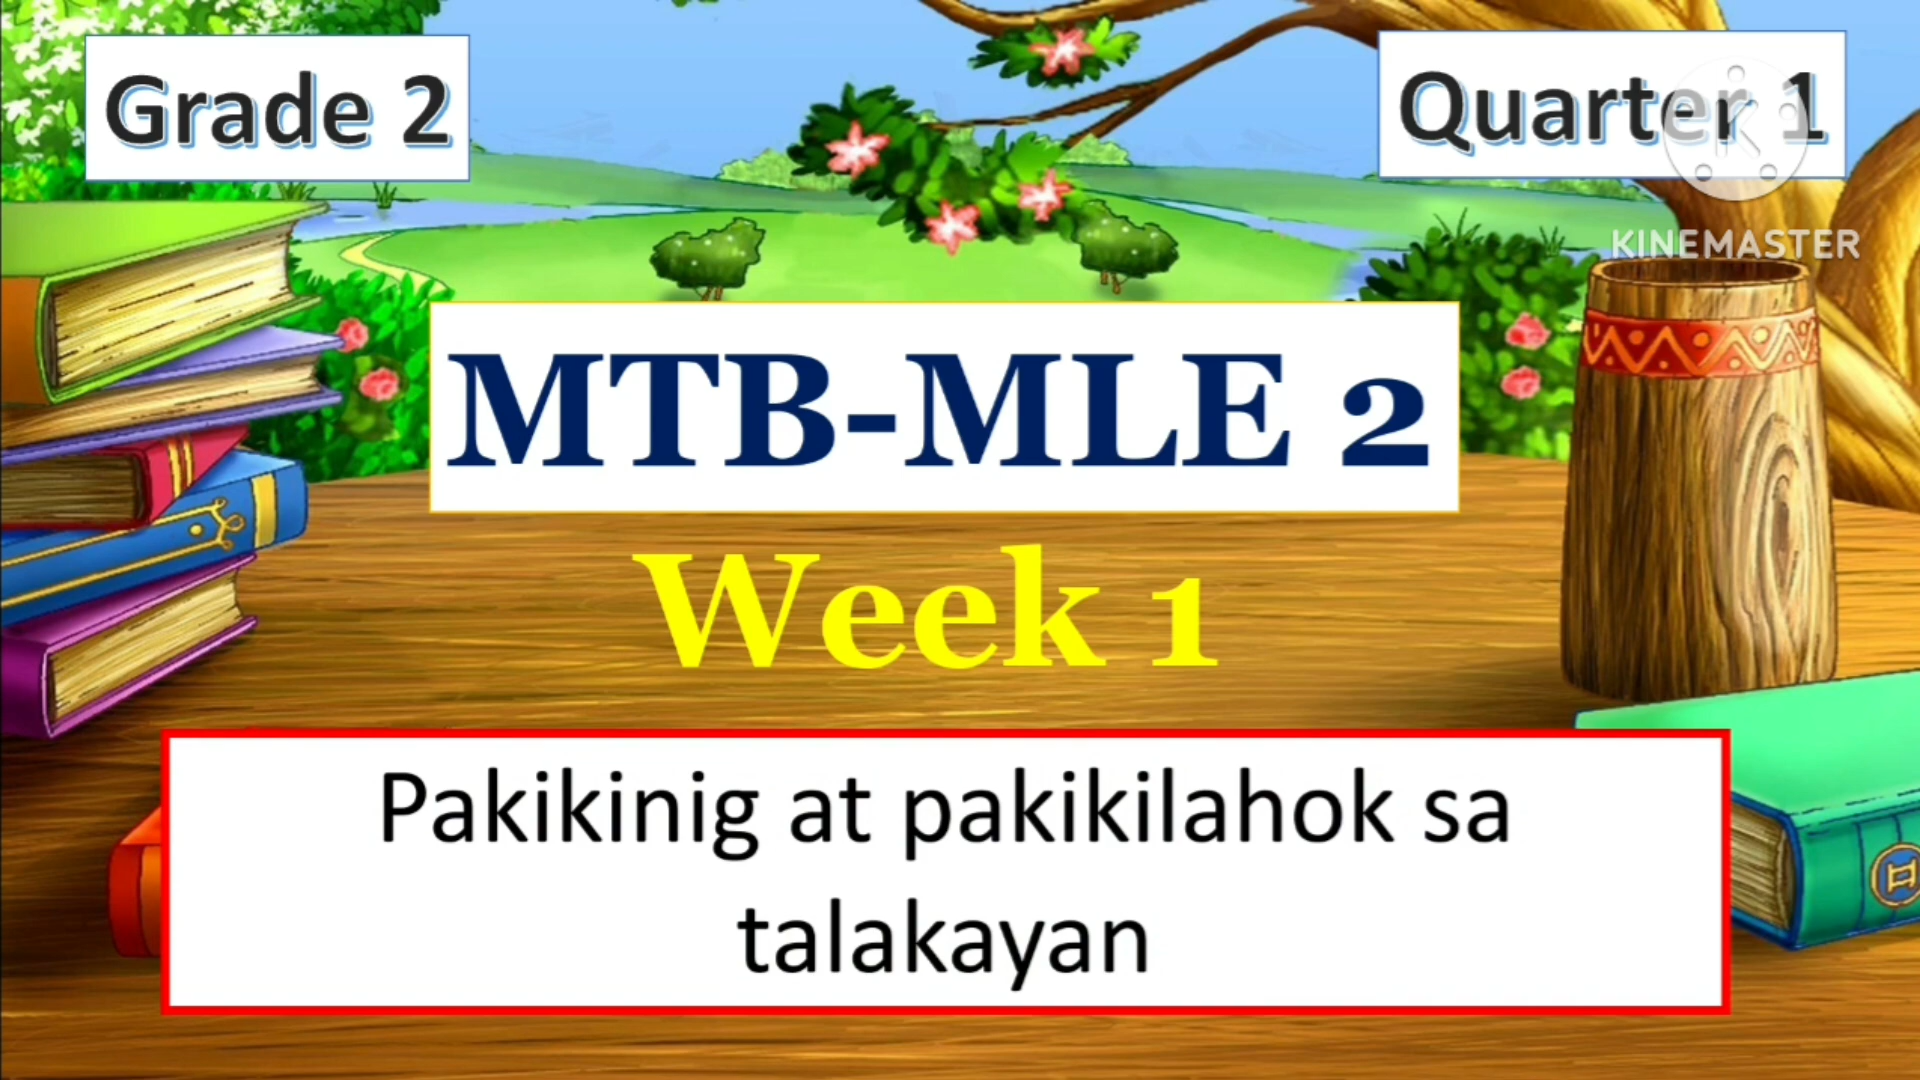 Grade 2
Quarter 1
KINEMASTER
MTB-MLE 2
Week 1
Pakikinig at pakikilahok sa
talakayan